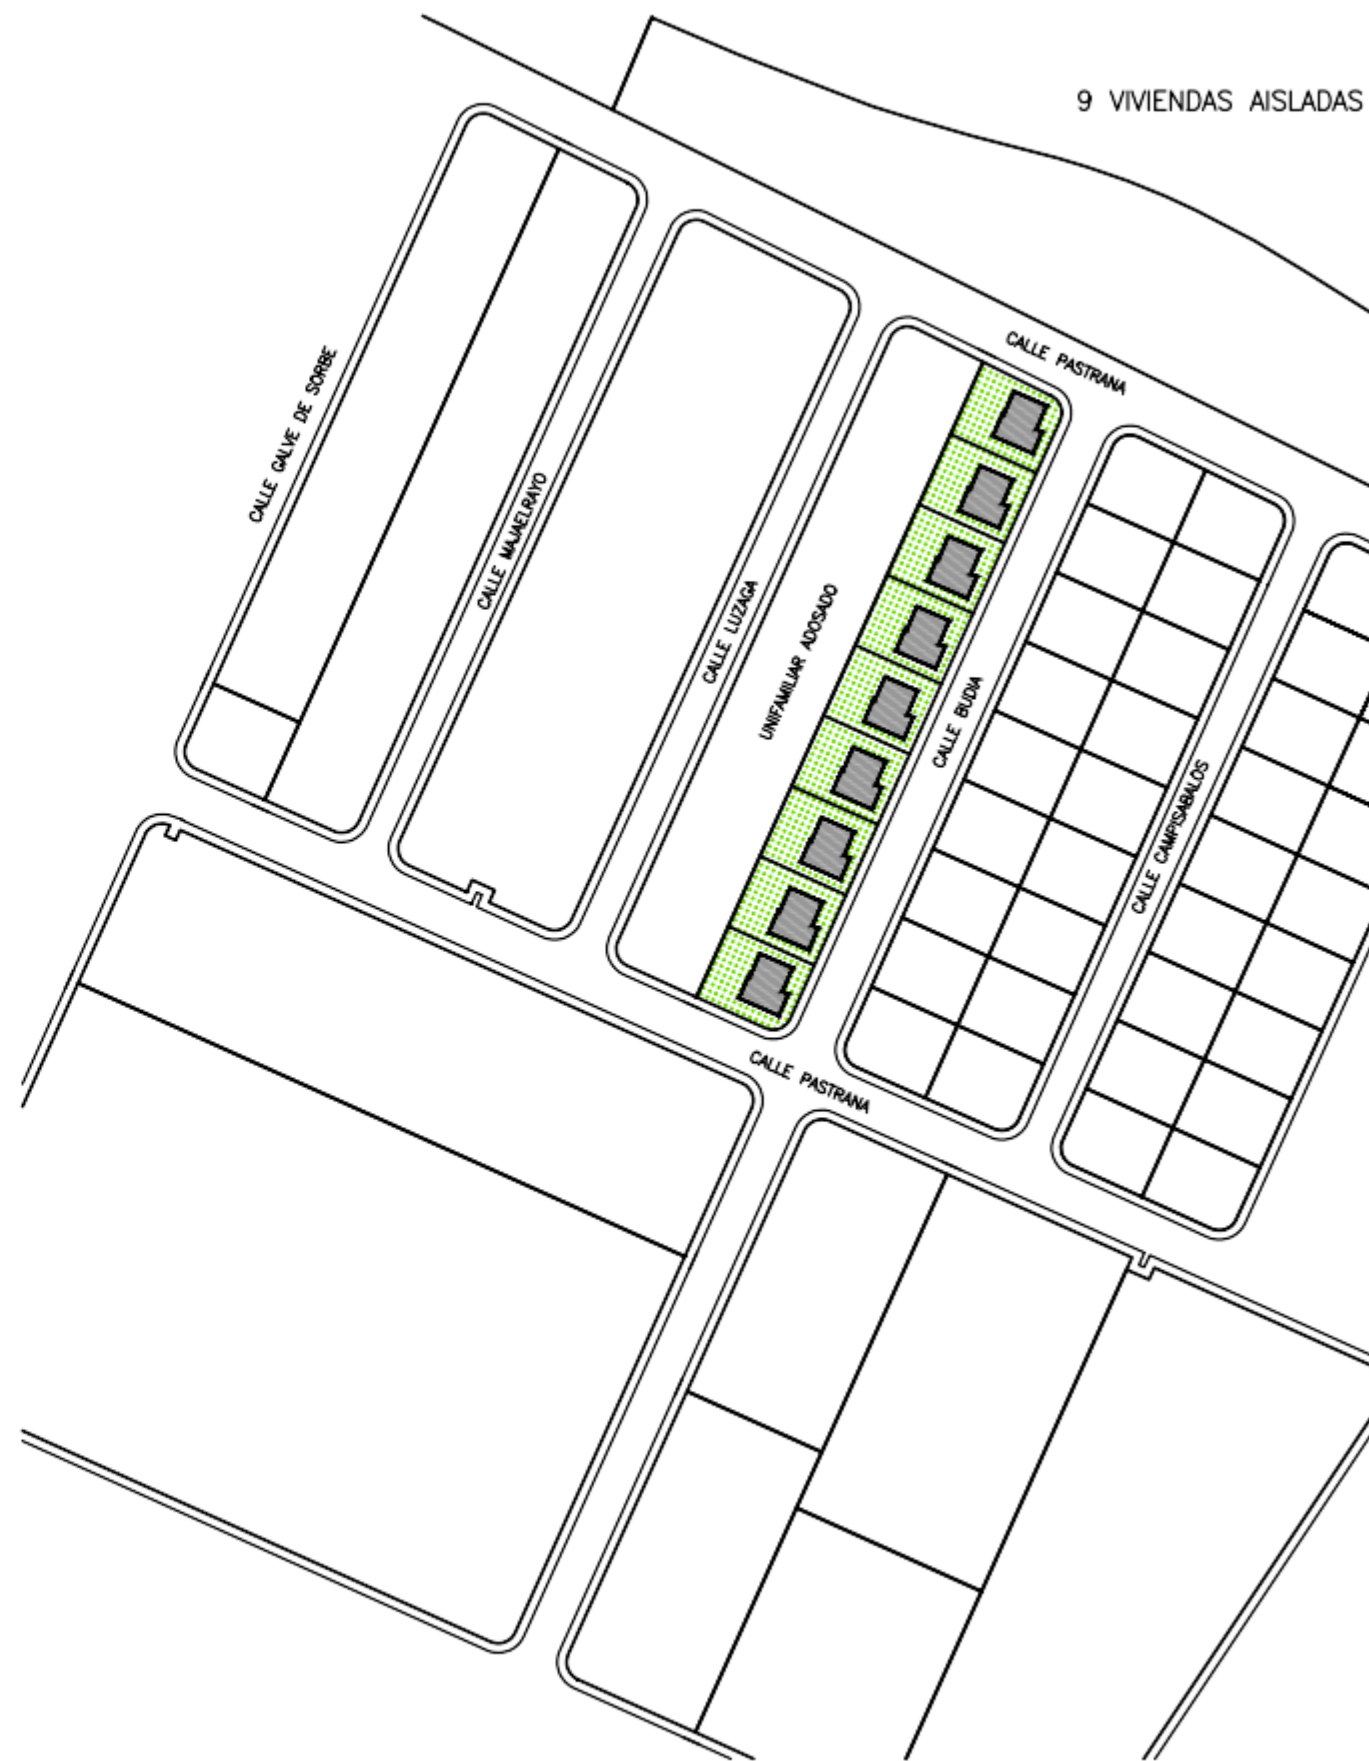 9 VIVIENDAS AISLADAS
CALLE PASTRANA
CALLE GALVE DE SORBE
CALLE MAJAELRAYO
CALLE LUZAGA
UNIFAMILIAR ADOSADO
CALLE BUDIA
CALLE CAMPISABALOS
CALLE PASTRANA